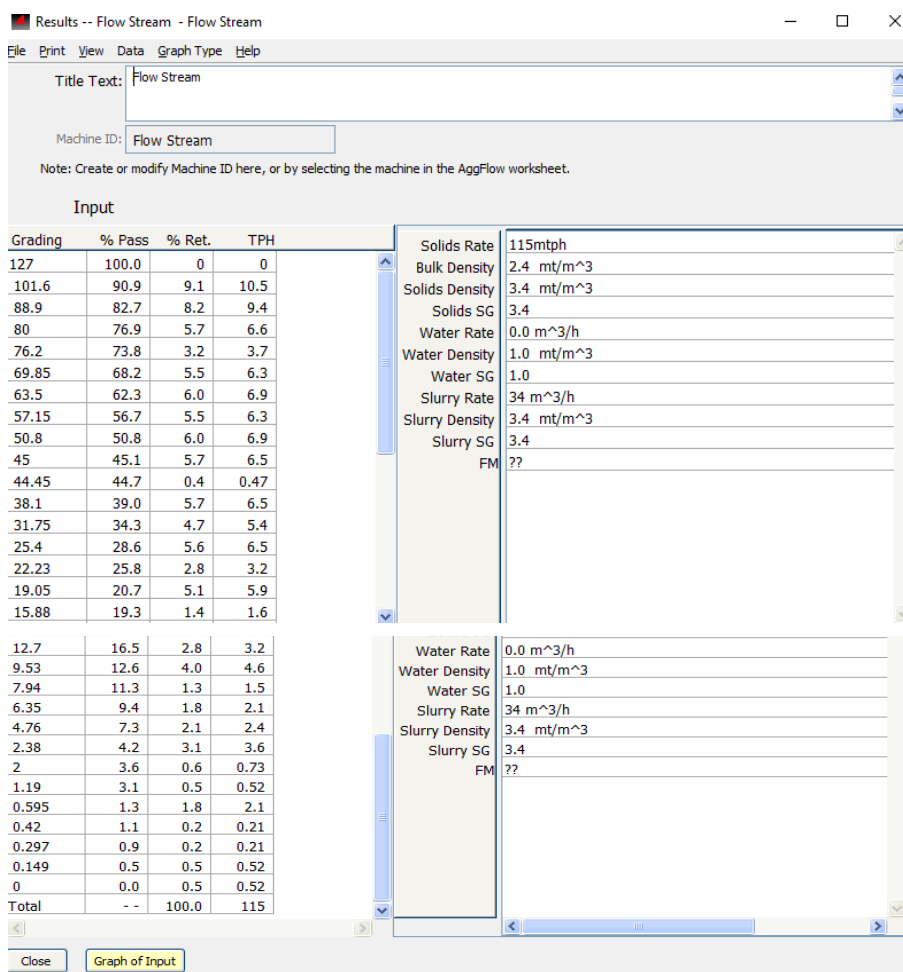 Results -- Flow Stream - Flow Stream
File Print View Data Graph Type Help
Title Text: Flow Stream
Machine ID: Flow Stream
Note: Create or modify Machine ID here, or by selecting the machine in the AggFlow worksheet.
Input
Grading % Pass % Ret. TPH
127 100.0 0 0
101.6 90.9 9.1 10.5
88.9 82.7 8.2 9.4
80 76.9 5.7 6.6
76.2 73.8 3.2 3.7
69.85 68.2 5.5 6.3
63.5 62.3 6.0 6.9
57.15 56.7 5.5 6.3
50.8 50.8 6.0 6.9
45 45.1 5.7 6.5
44.45 44.7 0.4 0.47
38.1 39.0 5.7 6.5
31.75 34.3 4.7 5.4
25.4 28.6 5.6 6.5
22.23 25.8 2.8 3.2
19.05 20.7 5.1 5.9
15.88 19.3 1.4 1.6
Solids Rate 115mtph
Bulk Density 2.4 mt/m^3
Solids Density 3.4 mt/m^3
Solids SG 3.4
Water Rate 0.0 m^3/h
Water Density 1.0 mt/m^3
Water SG 1.0
Slurry Rate 34 m^3/h
Slurry Density 3.4 mt/m^3
Slurry SG 3.4
FM ??
12.7 16.5 2.8 3.2
9.53 12.6 4.0 4.6
7.94 11.3 1.3 1.5
6.35 9.4 1.8 2.1
4.76 7.3 2.1 2.4
2.38 4.2 3.1 3.6
2 3.6 0.6 0.73
1.19 3.1 0.5 0.52
0.595 1.3 1.8 2.1
0.42 1.1 0.2 0.21
0.297 0.9 0.2 0.21
0.149 0.5 0.5 0.52
0 0.0 0.5 0.52
Total - - 100.0 115
Water Rate 0.0 m^3/h
Water Density 1.0 mt/m^3
Water SG 1.0
Slurry Rate 34 m^3/h
Slurry Density 3.4 mt/m^3
Slurry SG 3.4
FM ??
Close Graph of Input